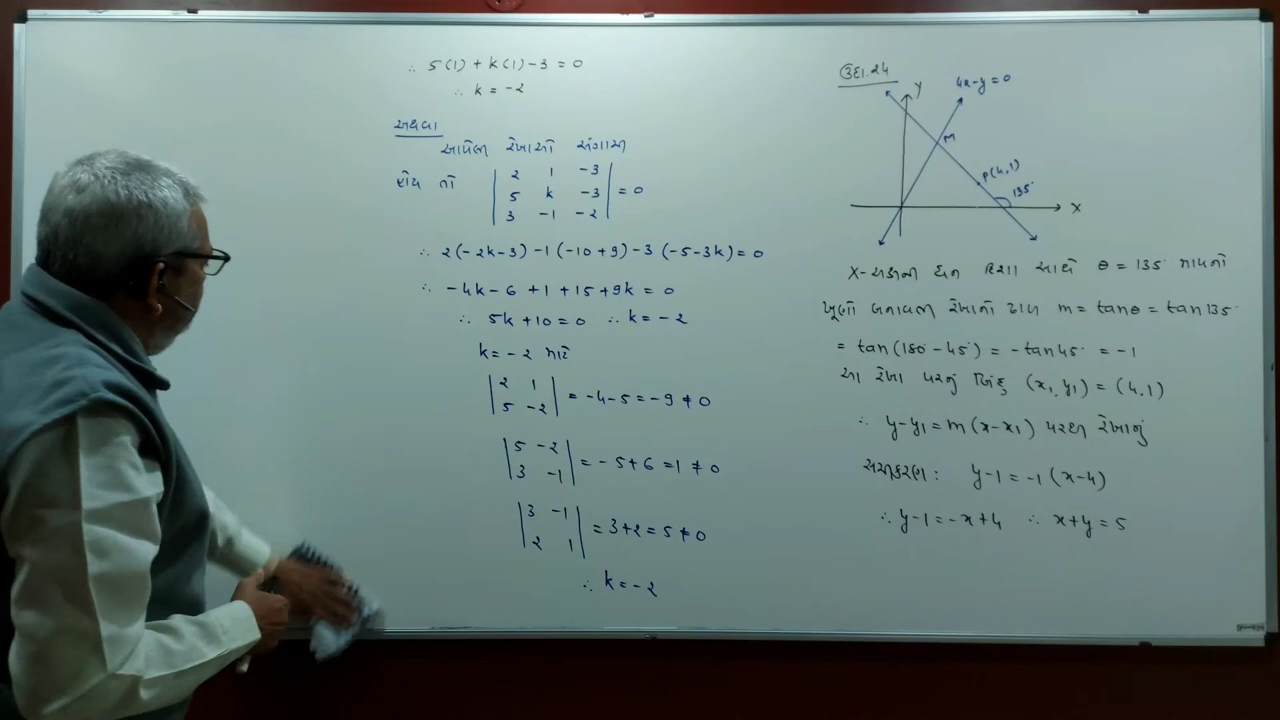 ∴ 5(1) + k(1) - 3 = 0
∴ k = -2
અથવા
આપેલ રેખાઓ સંગામી
હોય તો | 2 1 -3 |
| 5 k -3 | = 0
| 3 -1 -2 |
∴ 2(-2k-3) -1(-10+9) -3(-5-3k) = 0
∴ -4k-6 +1 +15 +9k = 0
∴ 5k +10 = 0 ∴ k = -2
k = -2 માટે
| 2 1 |
| 5 -2 | = -4-5 = -9 ≠ 0
| 5 -2 |
| 3 -1 | = -5+6 = 1 ≠ 0
| 3 -1 |
| 2 1 | = 3+2 = 5 ≠ 0
∴ k = -2
ઉદા.24
Y
4x-y=0
M
P(4,1)
135°
X
X-અક્ષની ધન દિશા સાથે θ = 135° માપનો
ખૂણો બનાવતી રેખાનો ઢાળ m = tanθ = tan135°
= tan(180°-45°) = -tan45° = -1
આ રેખા પરનું બિંદુ (x₁, y₁) = (4,1)
∴ y-y₁ = m(x-x₁) પરથી રેખાનું
સમીકરણ: y-1 = -1(x-4)
∴ y-1 = -x+4 ∴ x+y = 5